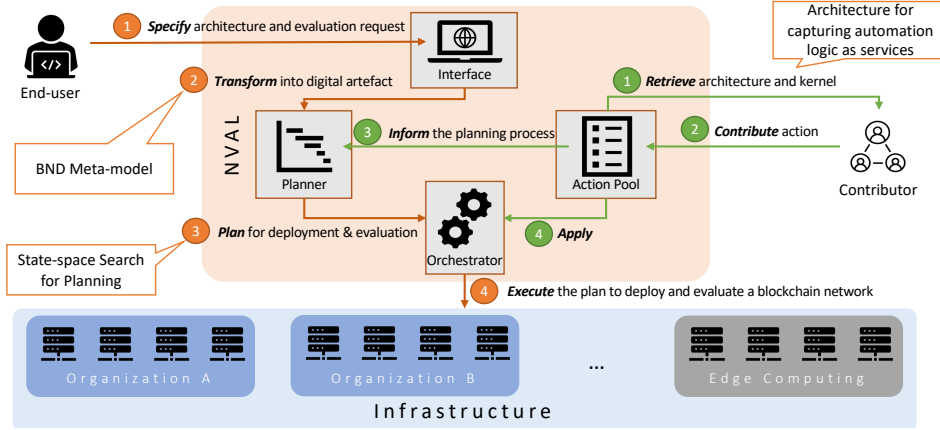 Architecture for
capturing automation
logic as services
1 Specify architecture and evaluation request
End-user
Interface
2 Transform into digital artefact
1 Retrieve architecture and kernel
BND Meta-model
NVAL
3 Inform the planning process
2 Contribute action
Planner
Action Pool
Contributor
3 Plan for deployment & evaluation
4 Apply
State-space Search
for Planning
Orchestrator
4 Execute the plan to deploy and evaluate a blockchain network
Organization A
Organization B
...
Edge Computing
Infrastructure